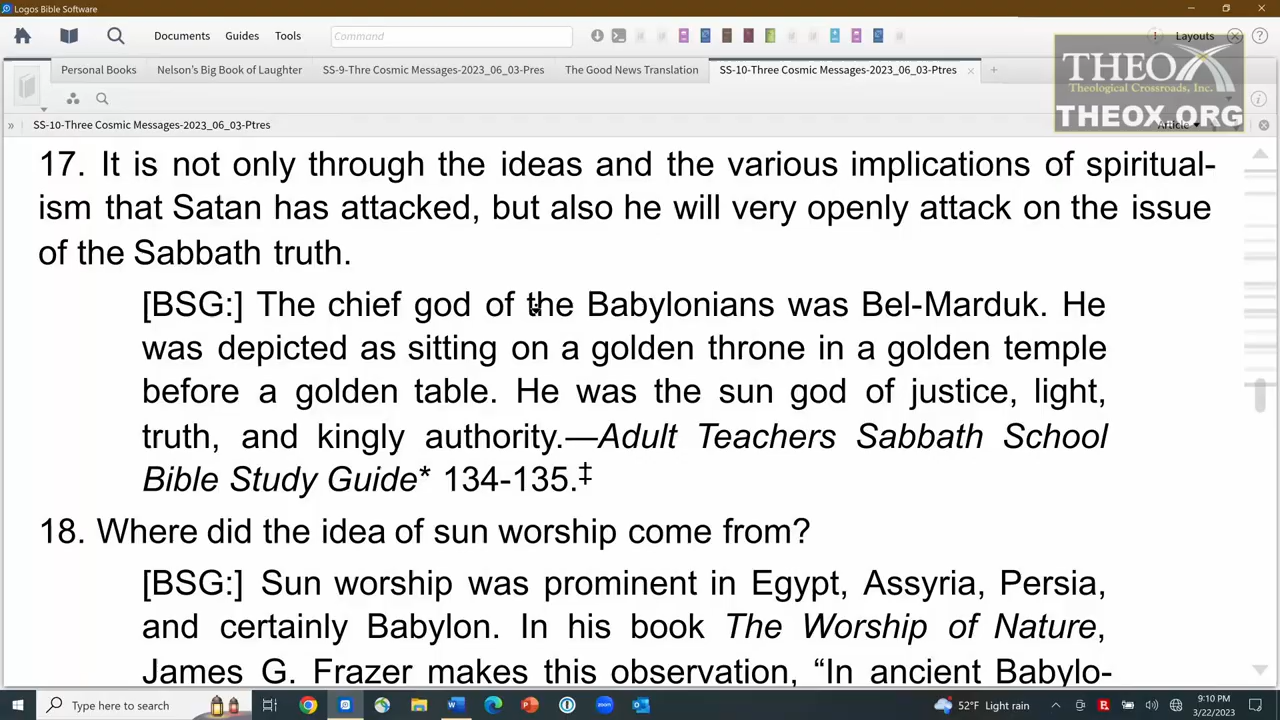 Logos Bible Software
Documents Guides Tools Command Layouts
THEOX
Theological Crossroads, Inc.
THEOX.ORG
Personal Books Nelson's Big Book of Laughter SS-9-Thre Cosmic Messages-2023_06_03-Pres The Good News Translation SS-10-Three Cosmic Messages-2023_06_03-Ptres
SS-10-Three Cosmic Messages-2023_06_03-Ptres Article
17. It is not only through the ideas and the various implications of spiritual-
ism that Satan has attacked, but also he will very openly attack on the issue
of the Sabbath truth.
[BSG:] The chief god of the Babylonians was Bel-Marduk. He
was depicted as sitting on a golden throne in a golden temple
before a golden table. He was the sun god of justice, light,
truth, and kingly authority.—Adult Teachers Sabbath School
Bible Study Guide* 134-135.‡
18. Where did the idea of sun worship come from?
[BSG:] Sun worship was prominent in Egypt, Assyria, Persia,
and certainly Babylon. In his book The Worship of Nature,
James G. Frazer makes this observation, “In ancient Babylo-
Type here to search 52°F Light rain 9:10 PM
3/22/2023